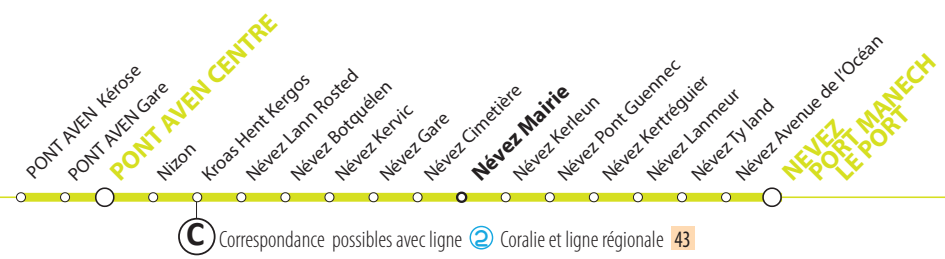 PONT AVEN Kérose
PONT AVEN Gare
PONT AVEN CENTRE
Nizon
Kroas Hent Kergos
Névez Lann Rosted
Névez Botquélen
Névez Kervic
Névez Gare
Névez Cimetière
Névez Mairie
Névez Kerleun
Névez Pont Guennec
Névez Kertréguier
Névez Lanmeur
Névez Ty land
Névez Avenue de l'Océan
NEVEZ
PORT MANECH
LE PORT
C Correspondance possibles avec ligne 2 Coralie et ligne régionale 43